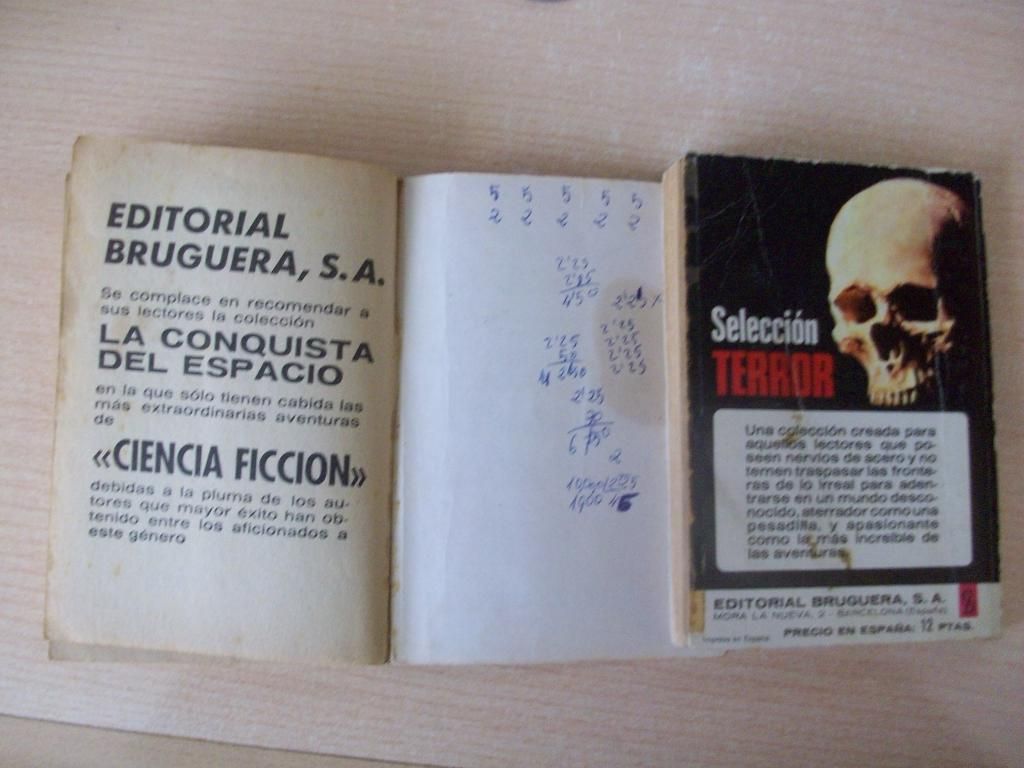 EDITORIAL
BRUGUERA, S.A.
Se complace en recomendar a
sus lectores la colección
LA CONQUISTA
DEL ESPACIO
en la que sólo tienen cabida las
más extraordinarias aventuras
de
«CIENCIA FICCION»
debidas a la pluma de los au-
tores que mayor éxito han ob-
tenido entre los aficionados a
este género
5 5 5 5 5
2 2 2 2 2
2'25
2'25
450
2'25
2'25
2'25
2'25
2'25
50
2'25
2
Selección
TERROR
Una colección creada para
aquellos lectores que po-
seen nervios de acero y no
temen traspasar las fronte-
ras de lo irreal para aden-
trarse en un mundo desco-
nocido, aterrador como una
pesadilla, y apasionante
como la más increíble de
las aventuras.
EDITORIAL BRUGUERA, S. A.
MORA LA NUEVA, 2 - BARCELONA (España)
Impreso en España
PRECIO EN ESPAÑA: 12 PTAS.